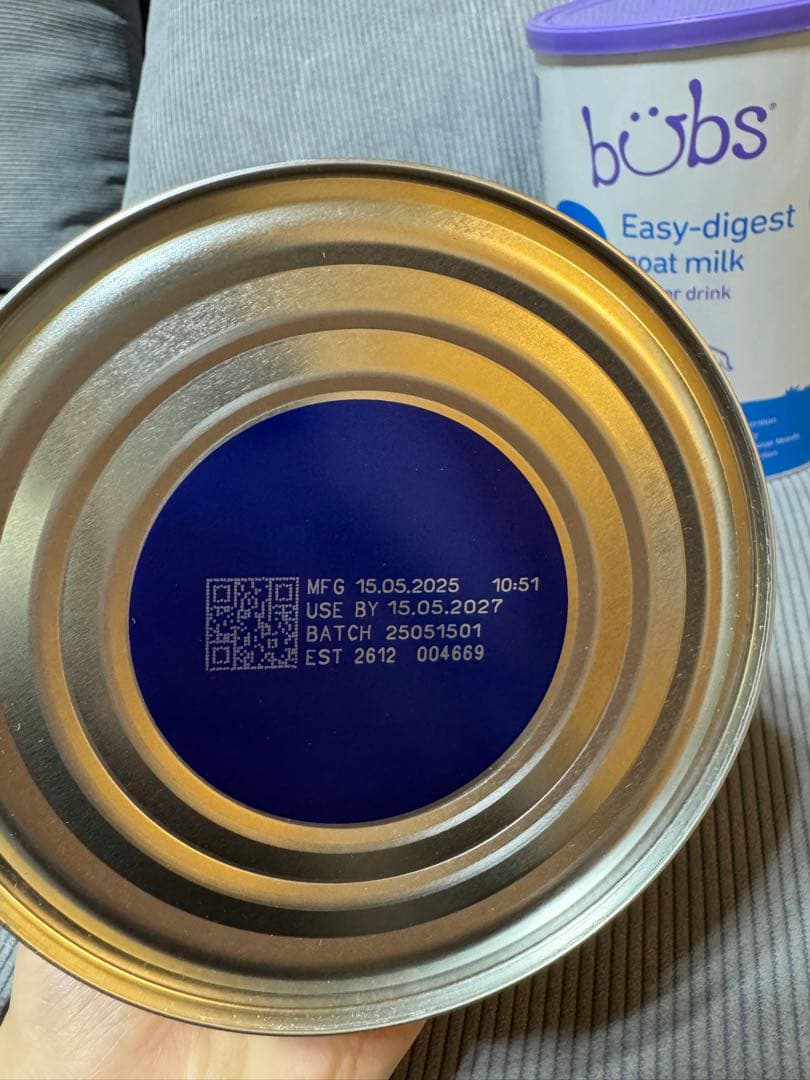 bubs
Easy-digest
goat milk
drink
MFG 15.05.2025 10:51
USE BY 15.05.2027
BATCH 25051501
EST 2612 004669